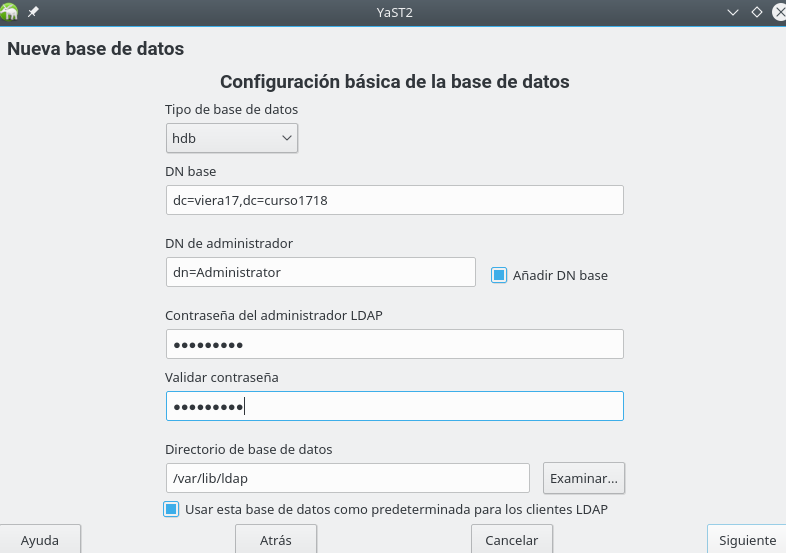 YaST2
Nueva base de datos
Configuración básica de la base de datos
Tipo de base de datos
hdb
DN base
dc=viera17,dc=curso1718
DN de administrador
dn=Administrator
Añadir DN base
Contraseña del administrador LDAP
●●●●●●●●●
Validar contraseña
●●●●●●●●●
Directorio de base de datos
/var/lib/ldap
Examinar...
Usar esta base de datos como predeterminada para los clientes LDAP
Ayuda
Atrás
Cancelar
Siguiente